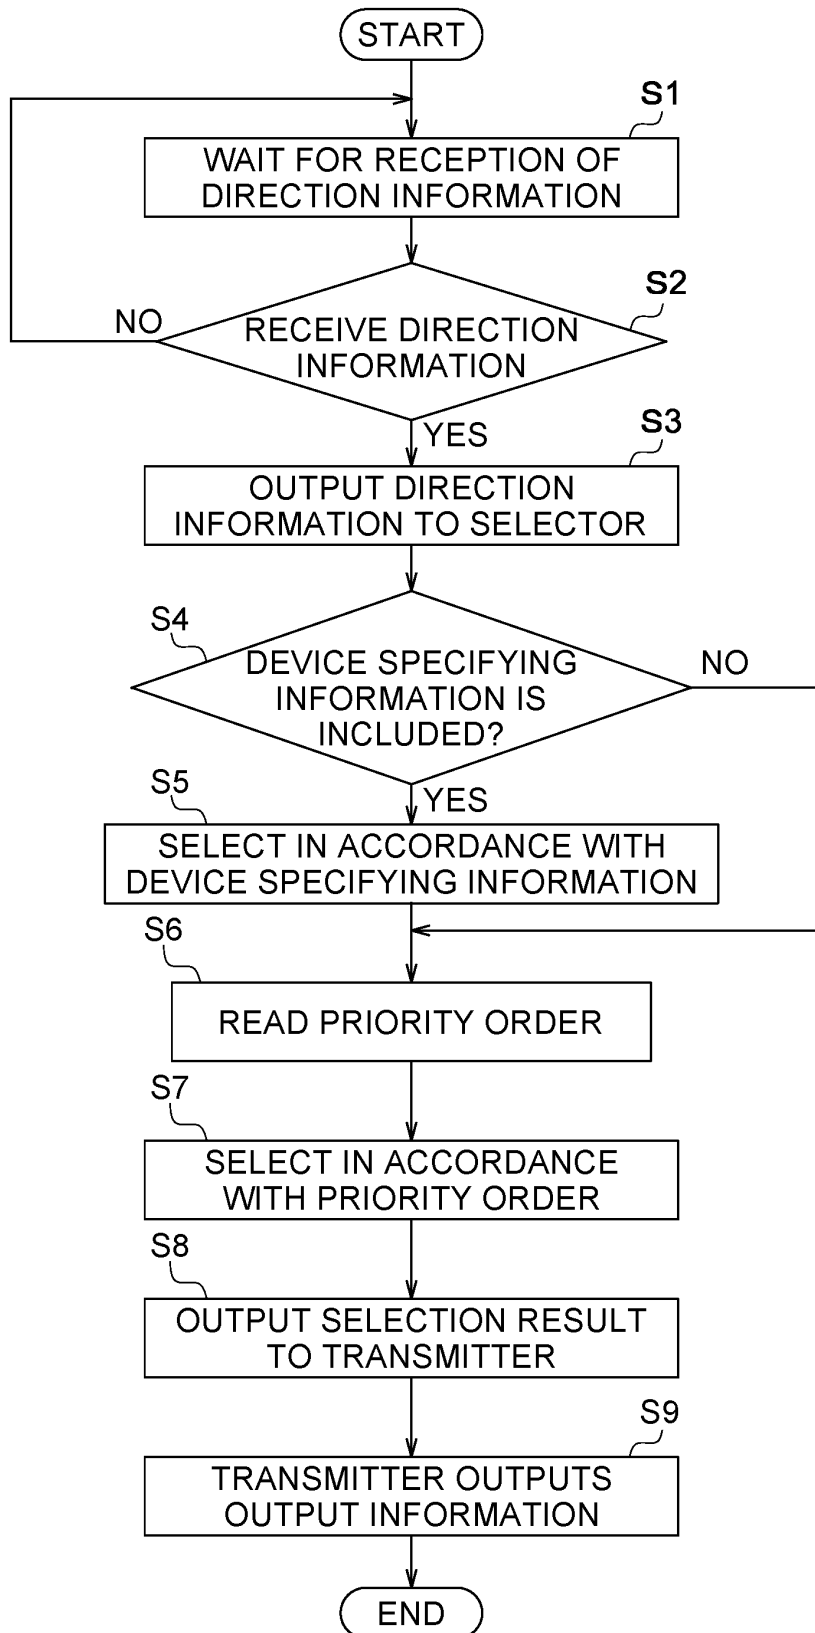 START
S1
WAIT FOR RECEPTION OF
DIRECTION INFORMATION
S2
NO
RECEIVE DIRECTION
INFORMATION
YES
S3
OUTPUT DIRECTION
INFORMATION TO SELECTOR
S4
DEVICE SPECIFYING
INFORMATION IS
INCLUDED?
NO
YES
S5
SELECT IN ACCORDANCE WITH
DEVICE SPECIFYING INFORMATION
S6
READ PRIORITY ORDER
S7
SELECT IN ACCORDANCE
WITH PRIORITY ORDER
S8
OUTPUT SELECTION RESULT
TO TRANSMITTER
S9
TRANSMITTER OUTPUTS
OUTPUT INFORMATION
END